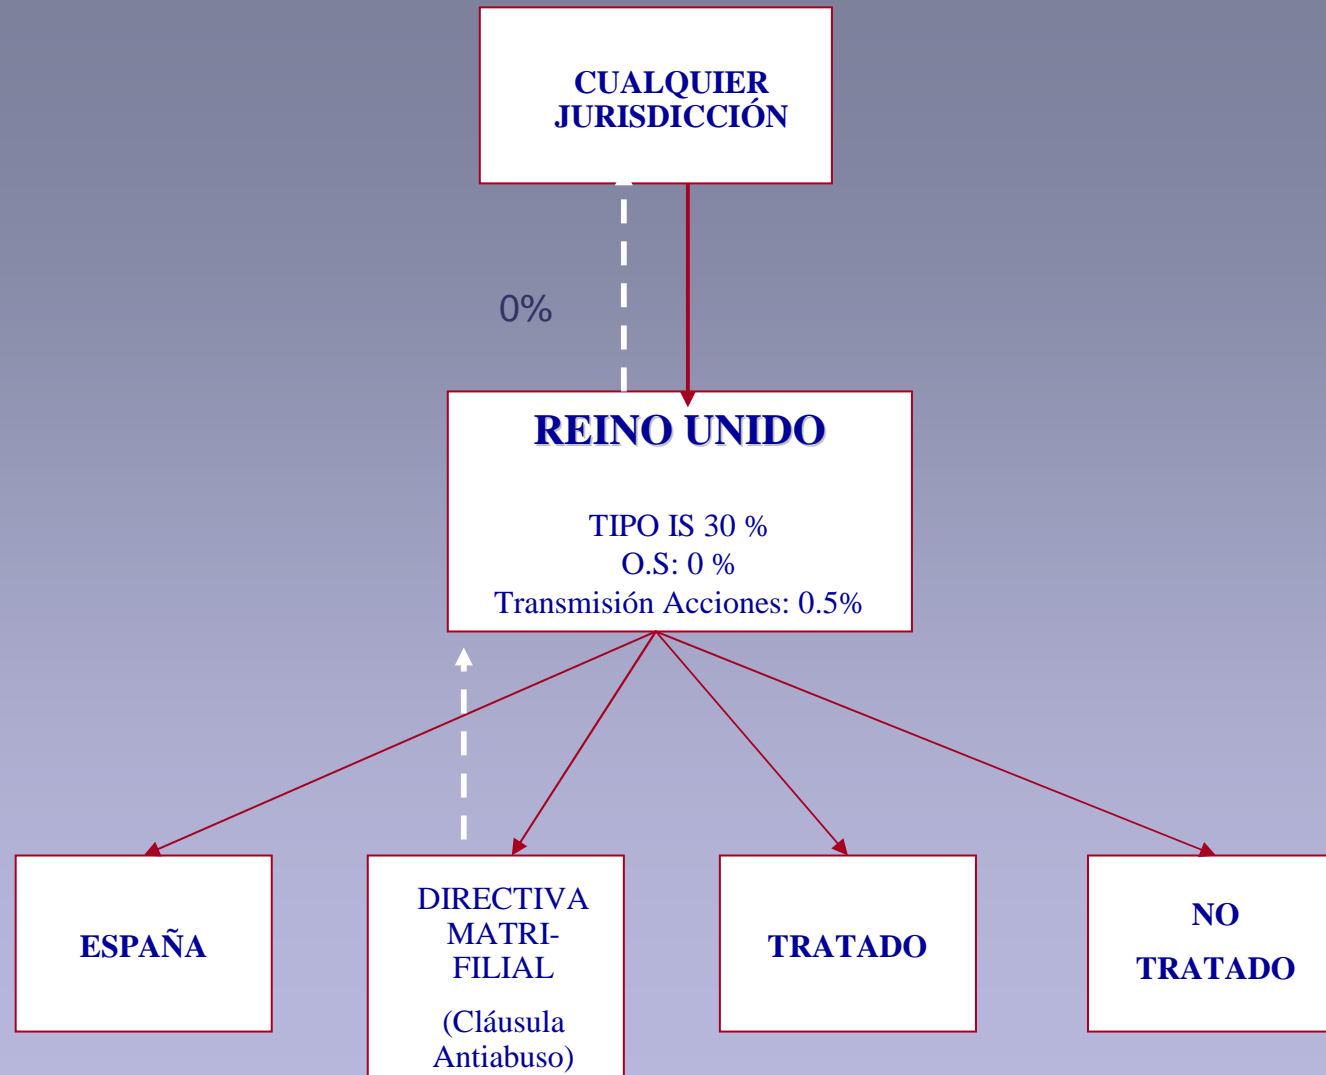 CUALQUIER
JURISDICCIÓN
0%
REINO UNIDO
TIPO IS 30 %
O.S: 0 %
Transmisión Acciones: 0.5%
ESPAÑA
DIRECTIVA
MATRI-
FILIAL
(Cláusula
Antiabuso)
TRATADO
NO
TRATADO